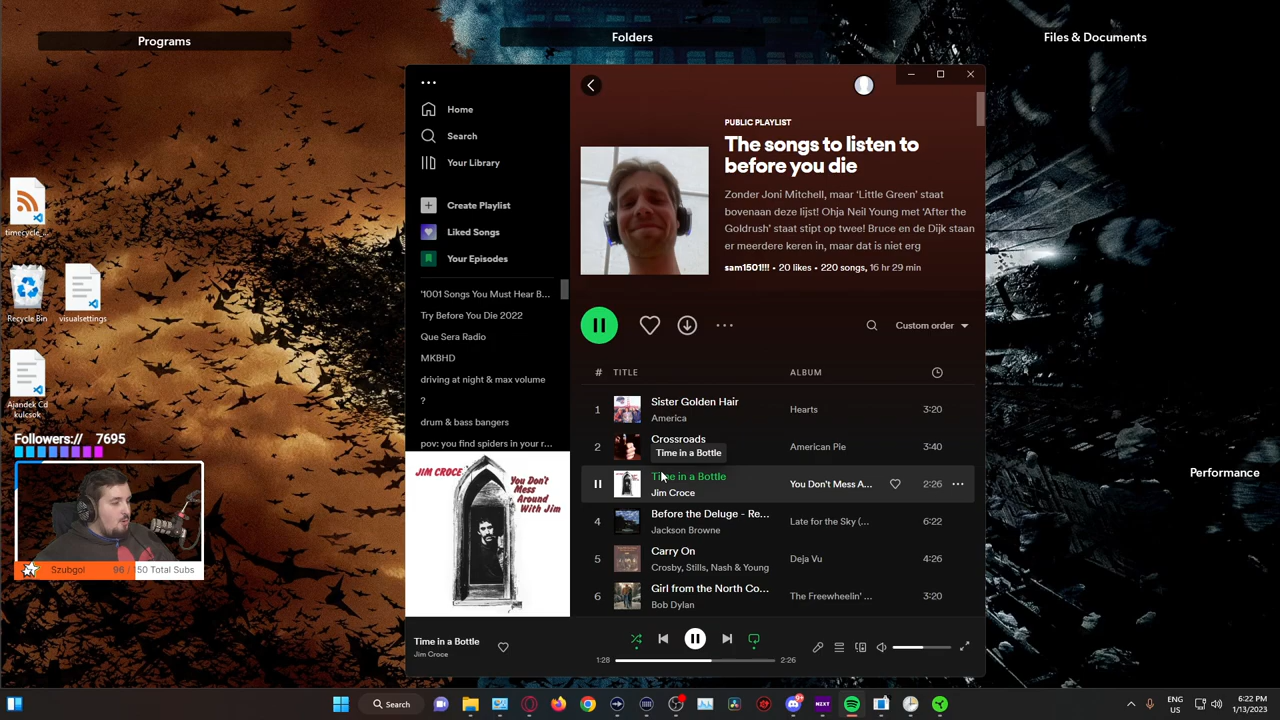 Programs
Folders
Files & Documents
timecycle_...
Recycle Bin
visualsettings
Ajandek Cd
kulcsok
Followers:// 7695
Szubgol 96 / 150 Total Subs
Performance
Home
Search
Your Library
Create Playlist
Liked Songs
Your Episodes
'1001 Songs You Must Hear B...
Try Before You Die 2022
Que Sera Radio
MKBHD
driving at night & max volume
?
drum & bass bangers
pov: you find spiders in your r...
JIM CROCE
You Don't Mess
Around
With Jim
PUBLIC PLAYLIST
The songs to listen to
before you die
Zonder Joni Mitchell, maar ‘Little Green’ staat
bovenaan deze lijst! Ohja Neil Young met ‘After the
Goldrush’ staat stipt op twee! Bruce en de Dijk staan
er meerdere keren in, maar dat is niet erg
sam1501!!! • 20 likes • 220 songs, 16 hr 29 min
Custom order
# TITLE ALBUM
1 Sister Golden Hair Hearts 3:20
America
2 Crossroads American Pie 3:40
Time in a Bottle
Time in a Bottle You Don't Mess A... 2:26
Jim Croce
4 Before the Deluge - Re... Late for the Sky (... 6:22
Jackson Browne
5 Carry On Deja Vu 4:26
Crosby, Stills, Nash & Young
6 Girl from the North Co... The Freewheelin' ... 3:20
Bob Dylan
Time in a Bottle
Jim Croce
1:28 2:26
Search
NZXT
ENG
US
6:22 PM
1/13/2023